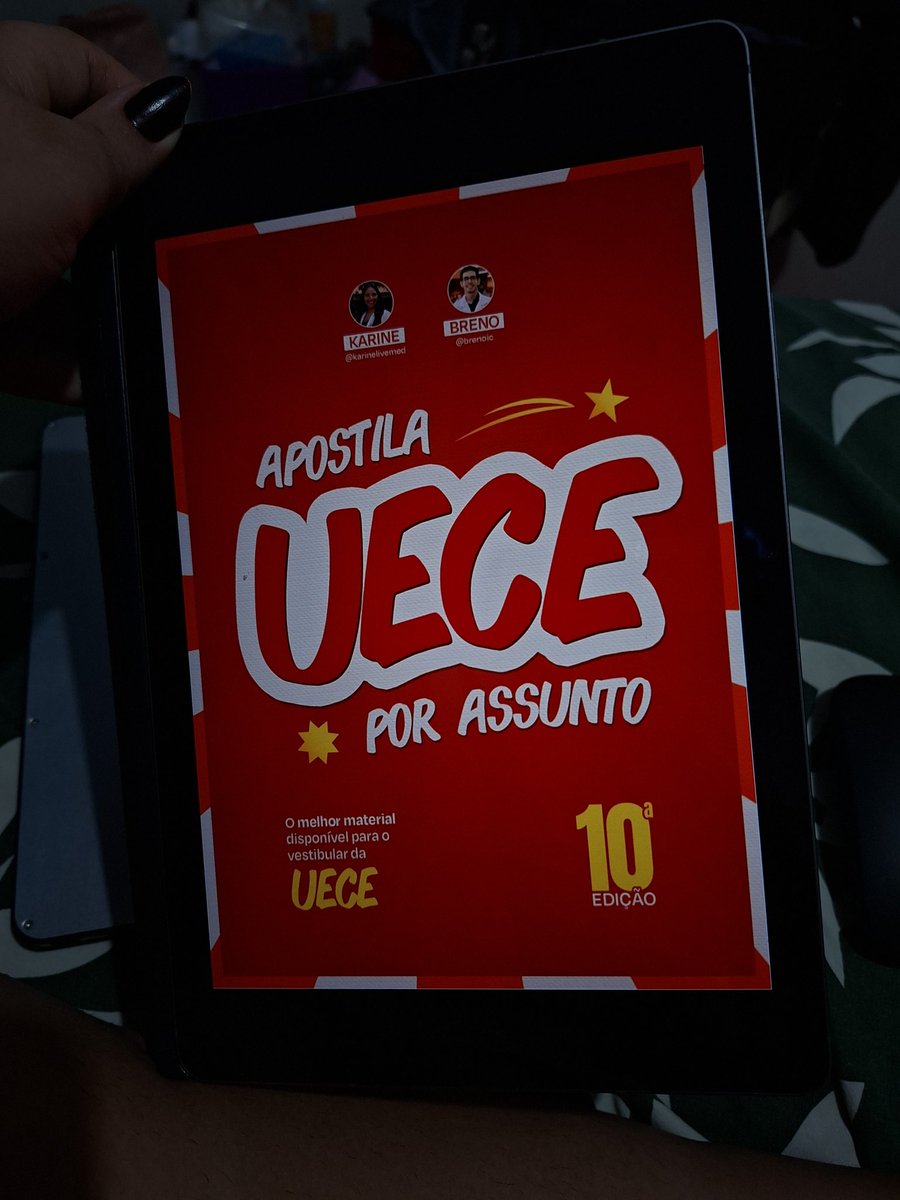 KARINE
@karinelivemed
BRENO
@brenoic
APOSTILA
UECE
POR ASSUNTO
O melhor material
disponível para o
vestibular da
UECE
10ª
EDIÇÃO